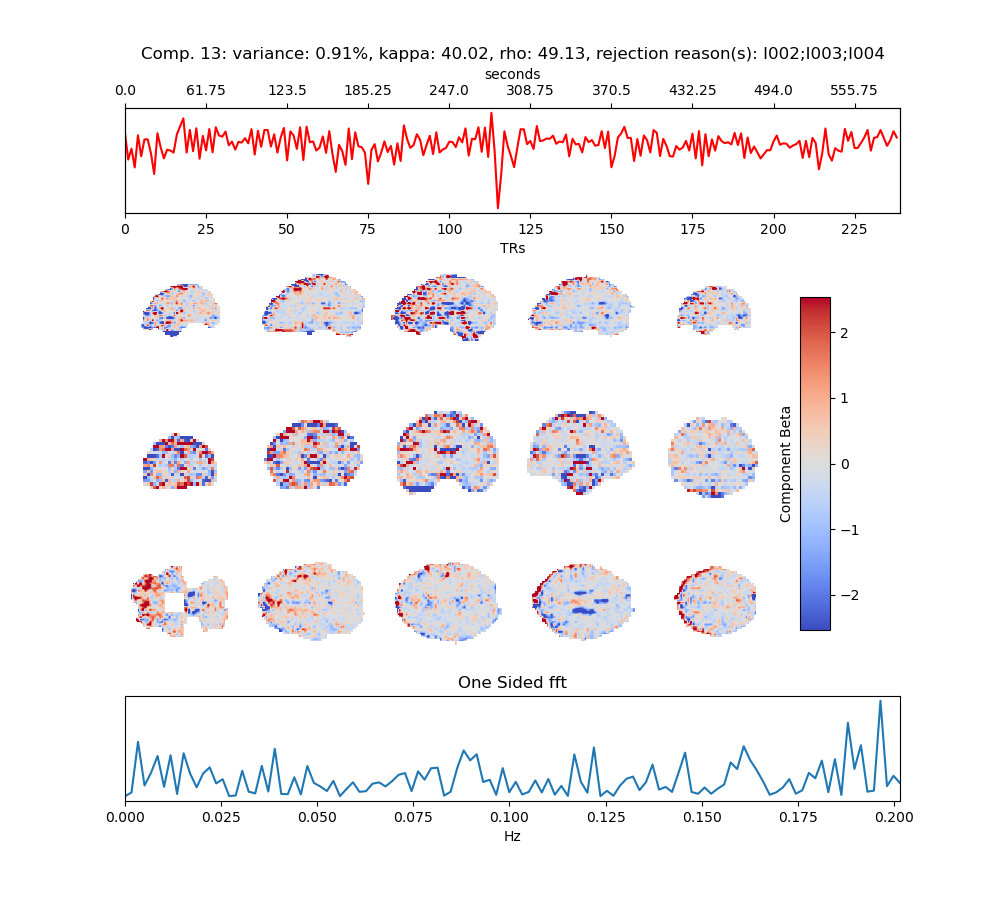 Comp. 13: variance: 0.91%, kappa: 40.02, rho: 49.13, rejection reason(s): I002;I003;I004
seconds
0.0 61.75 123.5 185.25 247.0 308.75 370.5 432.25 494.0 555.75
0 25 50 75 100 125 150 175 200 225
TRs
2
1
0
−1
−2
Component Beta
One Sided fft
0.000 0.025 0.050 0.075 0.100 0.125 0.150 0.175 0.200
Hz